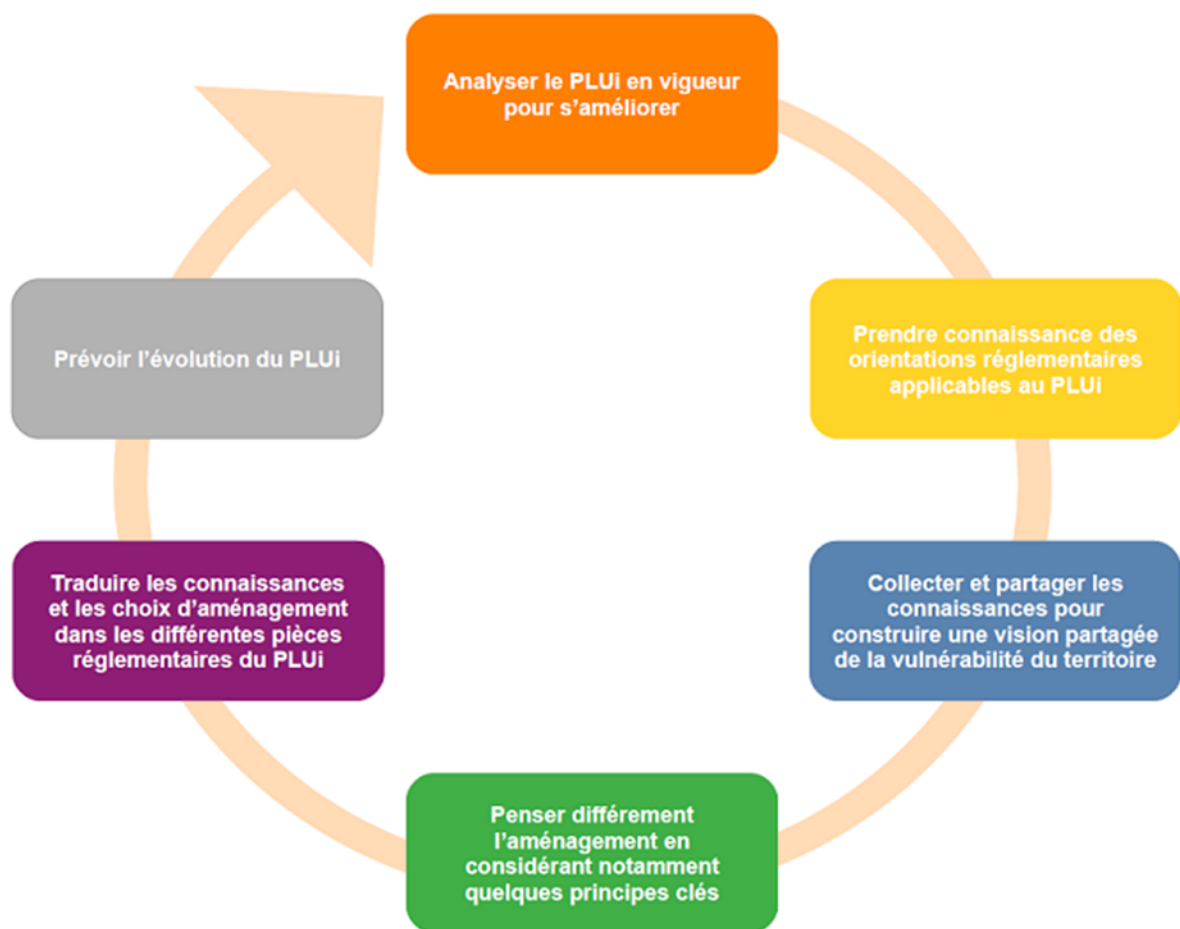 Analyser le PLUi en vigueur
pour s’améliorer
Prendre connaissance des
orientations réglementaires
applicables au PLUi
Collecter et partager les
connaissances pour
construire une vision partagée
de la vulnérabilité du territoire
Penser différement
l’aménagement en
considérant notamment
quelques principes clés
Traduire les connaissances
et les choix d’aménagement
dans les différentes pièces
réglementaires du PLUi
Prévoir l’évolution du PLUi